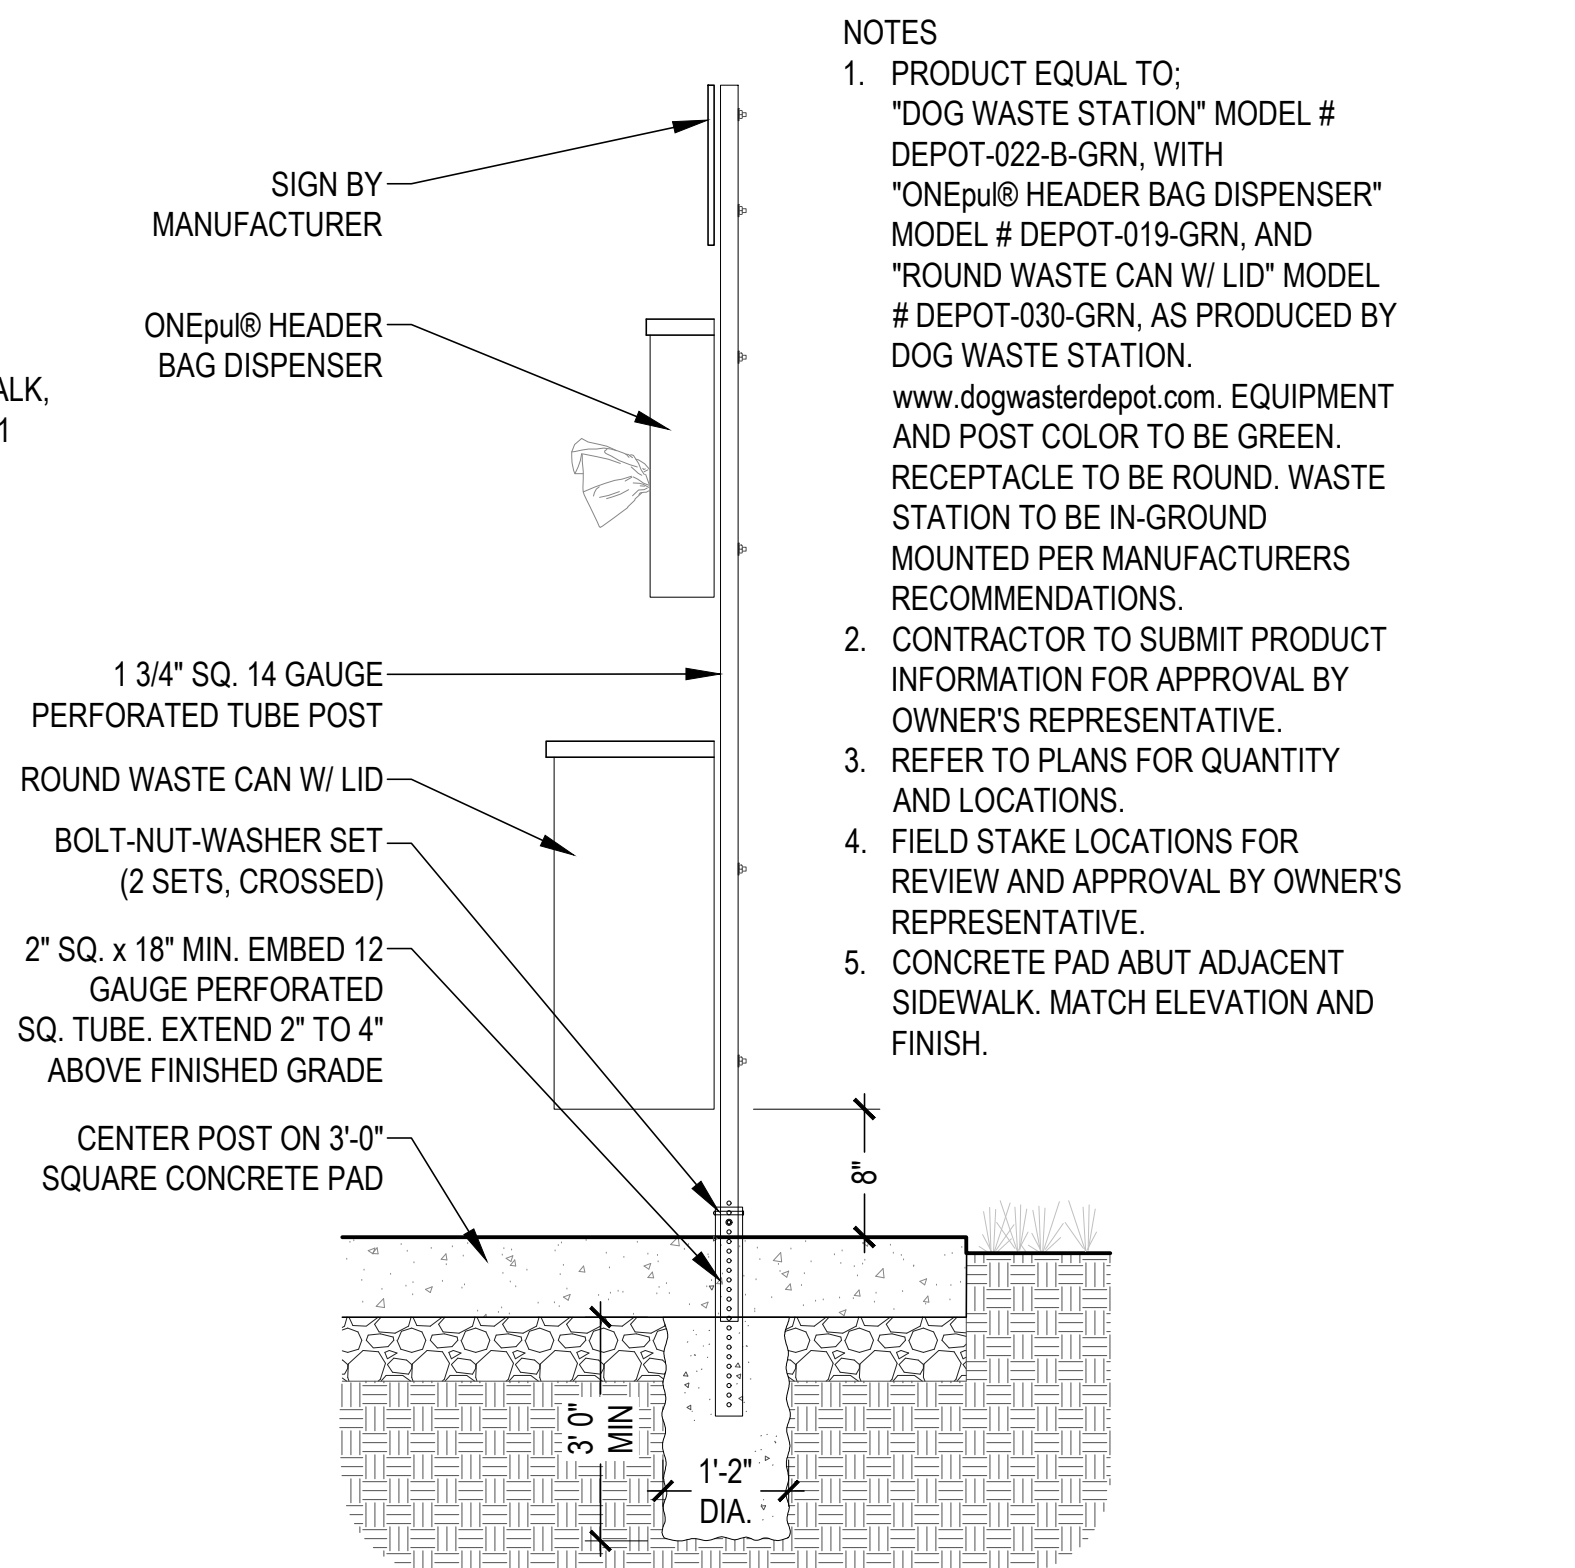 NOTES
1. PRODUCT EQUAL TO;
"DOG WASTE STATION" MODEL #
DEPOT-022-B-GRN, WITH
"ONEpul® HEADER BAG DISPENSER"
MODEL # DEPOT-019-GRN, AND
"ROUND WASTE CAN W/ LID" MODEL
# DEPOT-030-GRN, AS PRODUCED BY
DOG WASTE STATION.
www.dogwasterdepot.com. EQUIPMENT
AND POST COLOR TO BE GREEN.
RECEPTACLE TO BE ROUND. WASTE
STATION TO BE IN-GROUND
MOUNTED PER MANUFACTURERS
RECOMMENDATIONS.
2. CONTRACTOR TO SUBMIT PRODUCT
INFORMATION FOR APPROVAL BY
OWNER'S REPRESENTATIVE.
3. REFER TO PLANS FOR QUANTITY
AND LOCATIONS.
4. FIELD STAKE LOCATIONS FOR
REVIEW AND APPROVAL BY OWNER'S
REPRESENTATIVE.
5. CONCRETE PAD ABUT ADJACENT
SIDEWALK. MATCH ELEVATION AND
FINISH.
SIGN BY
MANUFACTURER
ONEpul® HEADER
BAG DISPENSER
ALK,
1
1 3/4" SQ. 14 GAUGE
PERFORATED TUBE POST
ROUND WASTE CAN W/ LID
BOLT-NUT-WASHER SET
(2 SETS, CROSSED)
2" SQ. x 18" MIN. EMBED 12
GAUGE PERFORATED
SQ. TUBE. EXTEND 2" TO 4"
ABOVE FINISHED GRADE
CENTER POST ON 3'-0"
SQUARE CONCRETE PAD
8"
3' 0"
MIN
1'-2"
DIA.